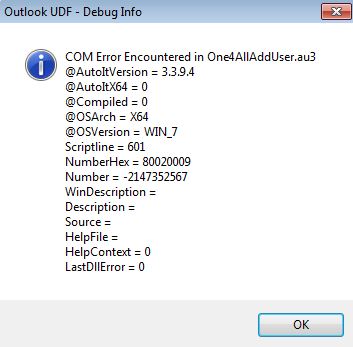 Outlook UDF - Debug Info
COM Error Encountered in One4AllAddUser.au3
@AutoItVersion = 3.3.9.4
@AutoItX64 = 0
@Compiled = 0
@OSArch = X64
@OSVersion = WIN_7
Scriptline = 601
NumberHex = 80020009
Number = -2147352567
WinDescription =
Description =
Source =
HelpFile =
HelpContext = 0
LastDllError = 0
OK